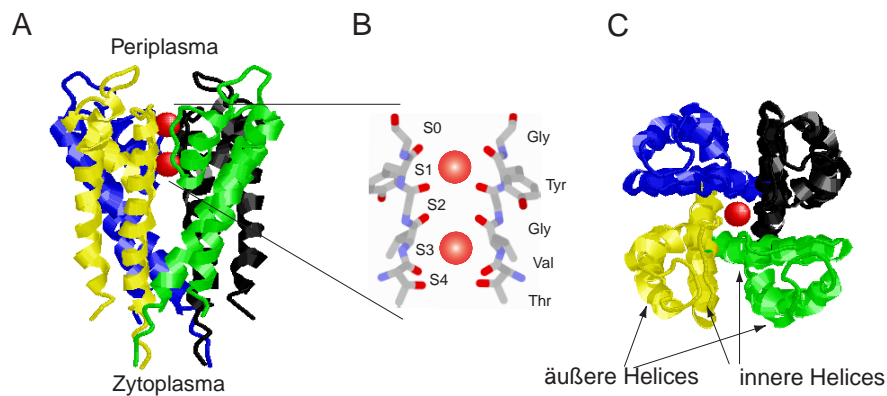 A
Periplasma
Zytoplasma
B
S0
Gly
S1
Tyr
S2
Gly
S3
Val
S4
Thr
C
äußere Helices
innere Helices